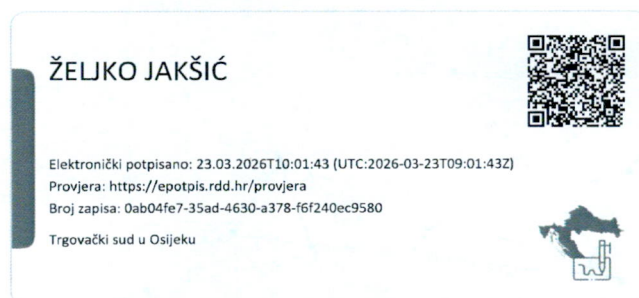 ŽELJKO JAKŠIĆ
Elektronički potpisano: 23.03.2026T10:01:43 (UTC:2026-03-23T09:01:43Z)
Provjera: https://epotpis.rdd.hr/provjera
Broj zapisa: 0ab04fe7-35ad-4630-a378-f6f240ec9580
Trgovački sud u Osijeku